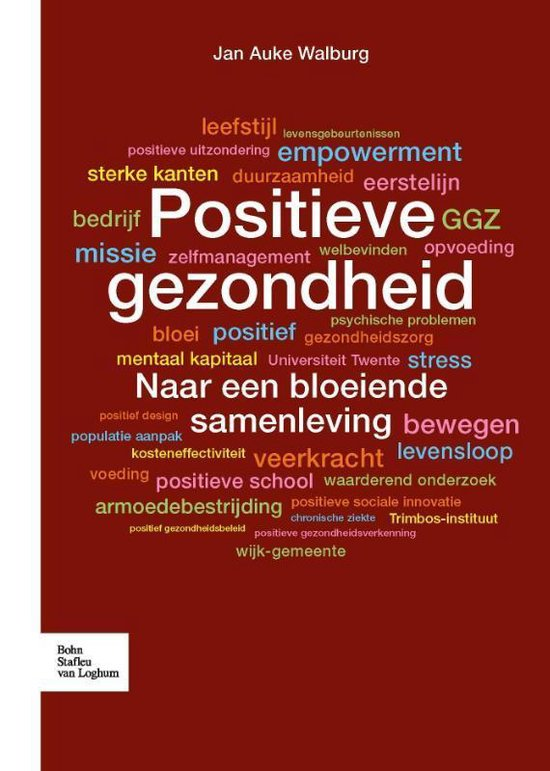 Jan Auke Walburg
leefstijl levensgebeurtenissen
positieve uitzondering empowerment
sterke kanten duurzaamheid eerstelijn
bedrijf Positieve GGZ
missie zelfmanagement welbevinden opvoeding
gezondheid
psychische problemen
bloei positief gezondheidszorg
mentaal kapitaal Universiteit Twente stress
Naar een bloeiende
positief design samenleving bewegen
populatie aanpak
kosteneffectiviteit veerkracht levensloop
voeding positieve school waarderend onderzoek
armoedebestrijding positieve sociale innovatie
chronische ziekte Trimbos-instituut
positief gezondheidsbeleid positieve gezondheidsverkenning
wijk-gemeente
Bohn
Stafleu
van Loghum